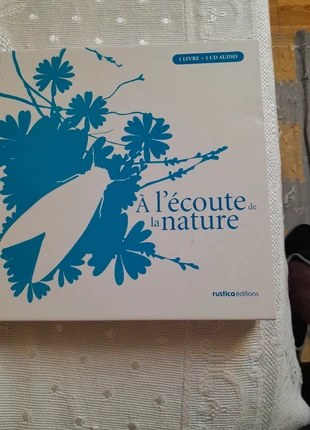 1 LIVRE + 1 CD AUDIO
À l'écoute de
la nature
rustica éditions